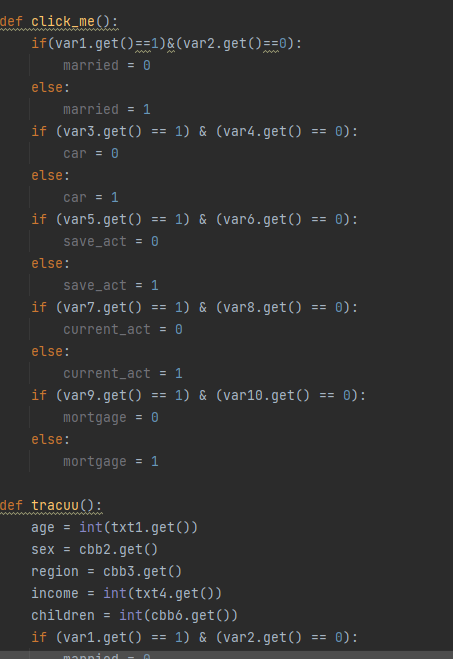 def click_me():
    if(var1.get()==1)&(var2.get()==0):
        married = 0
    else:
        married = 1
    if (var3.get() == 1) & (var4.get() == 0):
        car = 0
    else:
        car = 1
    if (var5.get() == 1) & (var6.get() == 0):
        save_act = 0
    else:
        save_act = 1
    if (var7.get() == 1) & (var8.get() == 0):
        current_act = 0
    else:
        current_act = 1
    if (var9.get() == 1) & (var10.get() == 0):
        mortgage = 0
    else:
        mortgage = 1

def tracuu():
    age = int(txt1.get())
    sex = cbb2.get()
    region = cbb3.get()
    income = int(txt4.get())
    children = int(cbb6.get())
    if (var1.get() == 1) & (var2.get() == 0):
        married = 0